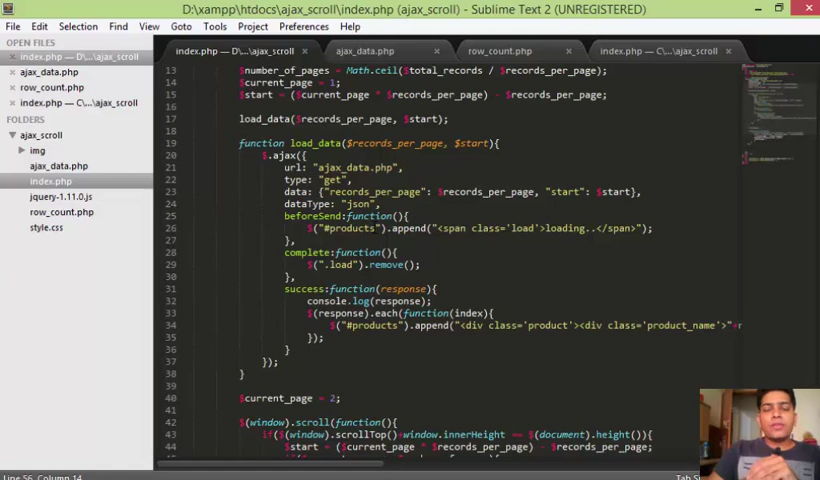 D:\xampp\htdocs\ajax_scroll\index.php (ajax_scroll) - Sublime Text 2 (UNREGISTERED)
File Edit Selection Find View Goto Tools Project Preferences Help
OPEN FILES
index.php — D\...\ajax_scroll
ajax_data.php
row_count.php
index.php — C\...\ajax_scroll
FOLDERS
ajax_scroll
img
ajax_data.php
index.php
jquery-1.11.0.js
row_count.php
style.css
index.php — D\...\ajax_scroll ajax_data.php row_count.php index.php — C\...\ajax_scroll
13 $number_of_pages = Math.ceil($total_records / $records_per_page);
14 $current_page = 1;
15 $start = ($current_page * $records_per_page) - $records_per_page;
16
17 load_data($records_per_page, $start);
18
19 function load_data($records_per_page, $start){
20 $.ajax({
21 url: "ajax_data.php",
22 type: "get",
23 data: {"records_per_page": $records_per_page, "start": $start},
24 dataType: "json",
25 beforeSend:function(){
26 $("#products").append("<span class='load'>loading..</span>");
27 },
28 complete:function(){
29 $(".load").remove();
30 },
31 success:function(response){
32 console.log(response);
33 $(response).each(function(index){
34 $("#products").append("<div class='product'><div class='product_name'>"+
35 });
36 }
37 });
38 }
39
40 $current_page = 2;
41
42 $(window).scroll(function(){
43 if($(window).scrollTop()+window.innerHeight == $(document).height()){
44 $start = ($current_page * $records_per_page) - $records_per_page;
Line 56, Column 14